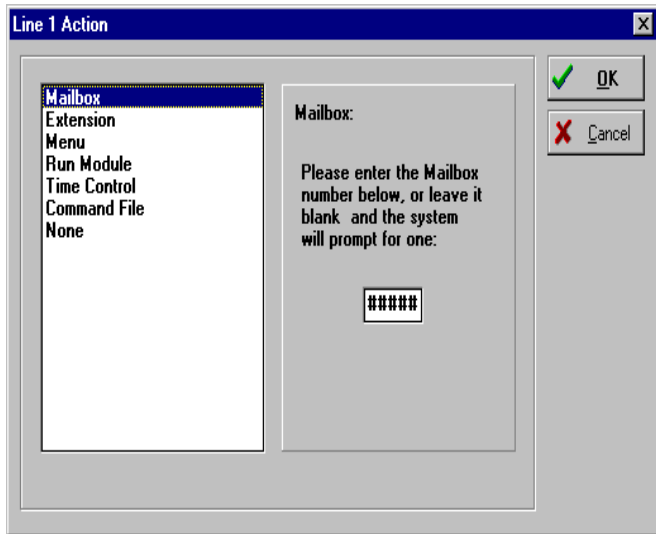 Line 1 Action
Mailbox
Extension
Menu
Run Module
Time Control
Command File
None
Mailbox:
Please enter the Mailbox
number below, or leave it
blank and the system
will prompt for one:
#####
OK
Cancel